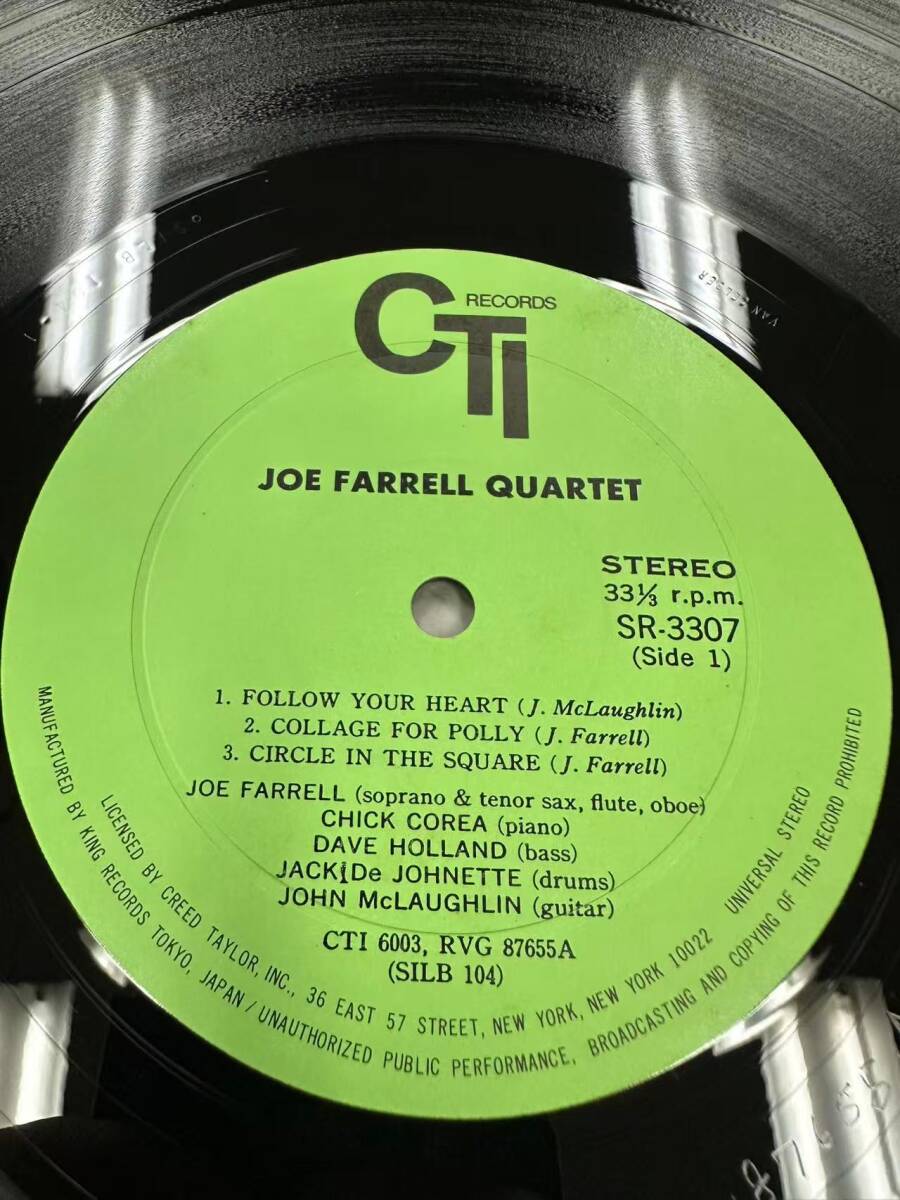 CTI RECORDS
JOE FARRELL QUARTET
STEREO
33⅓ r.p.m.
SR-3307
(Side 1)
1. FOLLOW YOUR HEART (J. McLaughlin)
2. COLLAGE FOR POLLY (J. Farrell)
3. CIRCLE IN THE SQUARE (J. Farrell)
JOE FARRELL (soprano & tenor sax, flute, oboe)
CHICK COREA (piano)
DAVE HOLLAND (bass)
JACKiDe JOHNETTE (drums)
JOHN McLAUGHLIN (guitar)
CTI 6003, RVG 87655A
(SILB 104)
UNIVERSAL STEREO
LICENSED BY CREED TAYLOR, INC., 36 EAST 57 STREET, NEW YORK, NEW YORK 10022
MANUFACTURED BY KING RECORDS TOKYO, JAPAN / UNAUTHORIZED PUBLIC PERFORMANCE, BROADCASTING AND COPYING OF THIS RECORD PROHIBITED
VAN GELDER